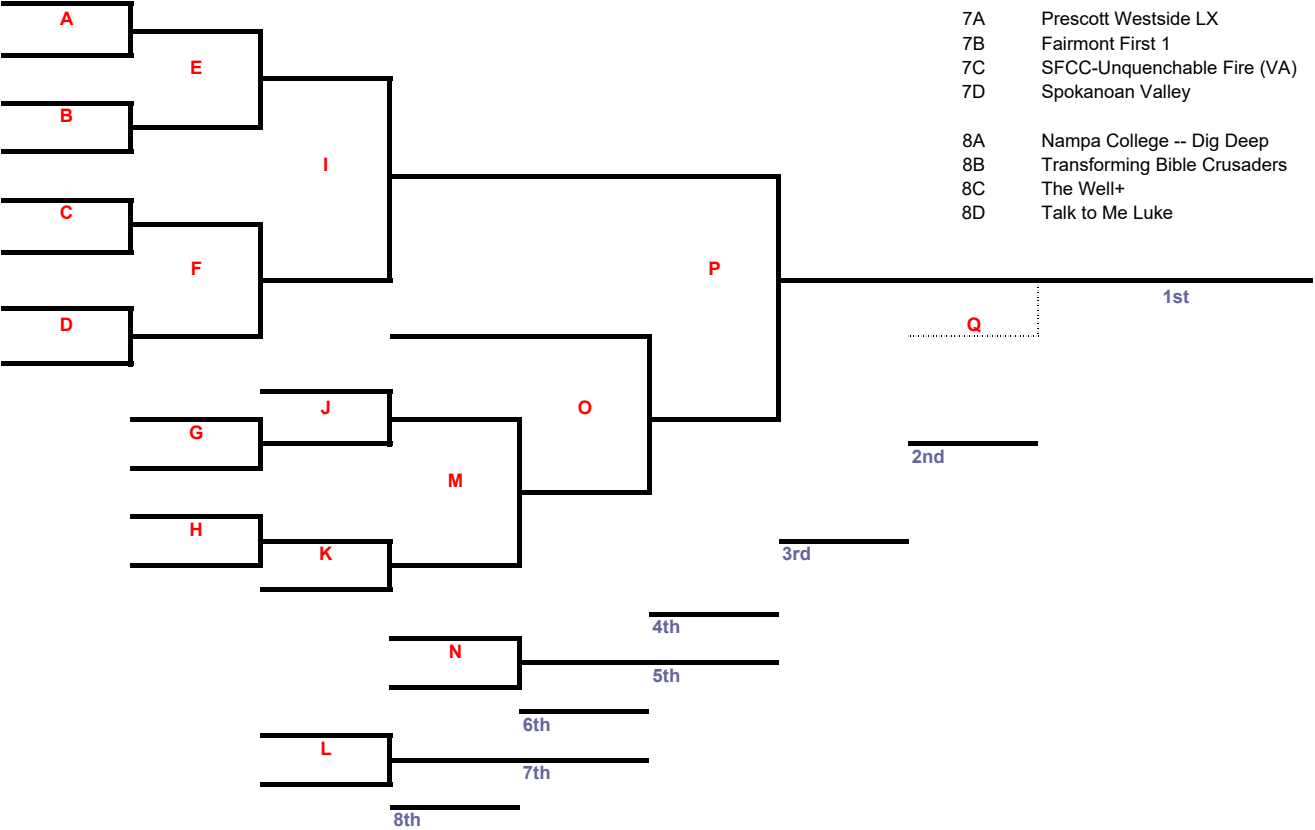 A
7A Prescott Westside LX
7B Fairmont First 1
E
7C SFCC-Unquenchable Fire (VA)
7D Spokanoan Valley
B
8A Nampa College -- Dig Deep
I
8B Transforming Bible Crusaders
8C The Well+
C
8D Talk to Me Luke
F
P
1st
D
Q
J
O
G
2nd
M
H
K
3rd
4th
N
5th
6th
L
7th
8th